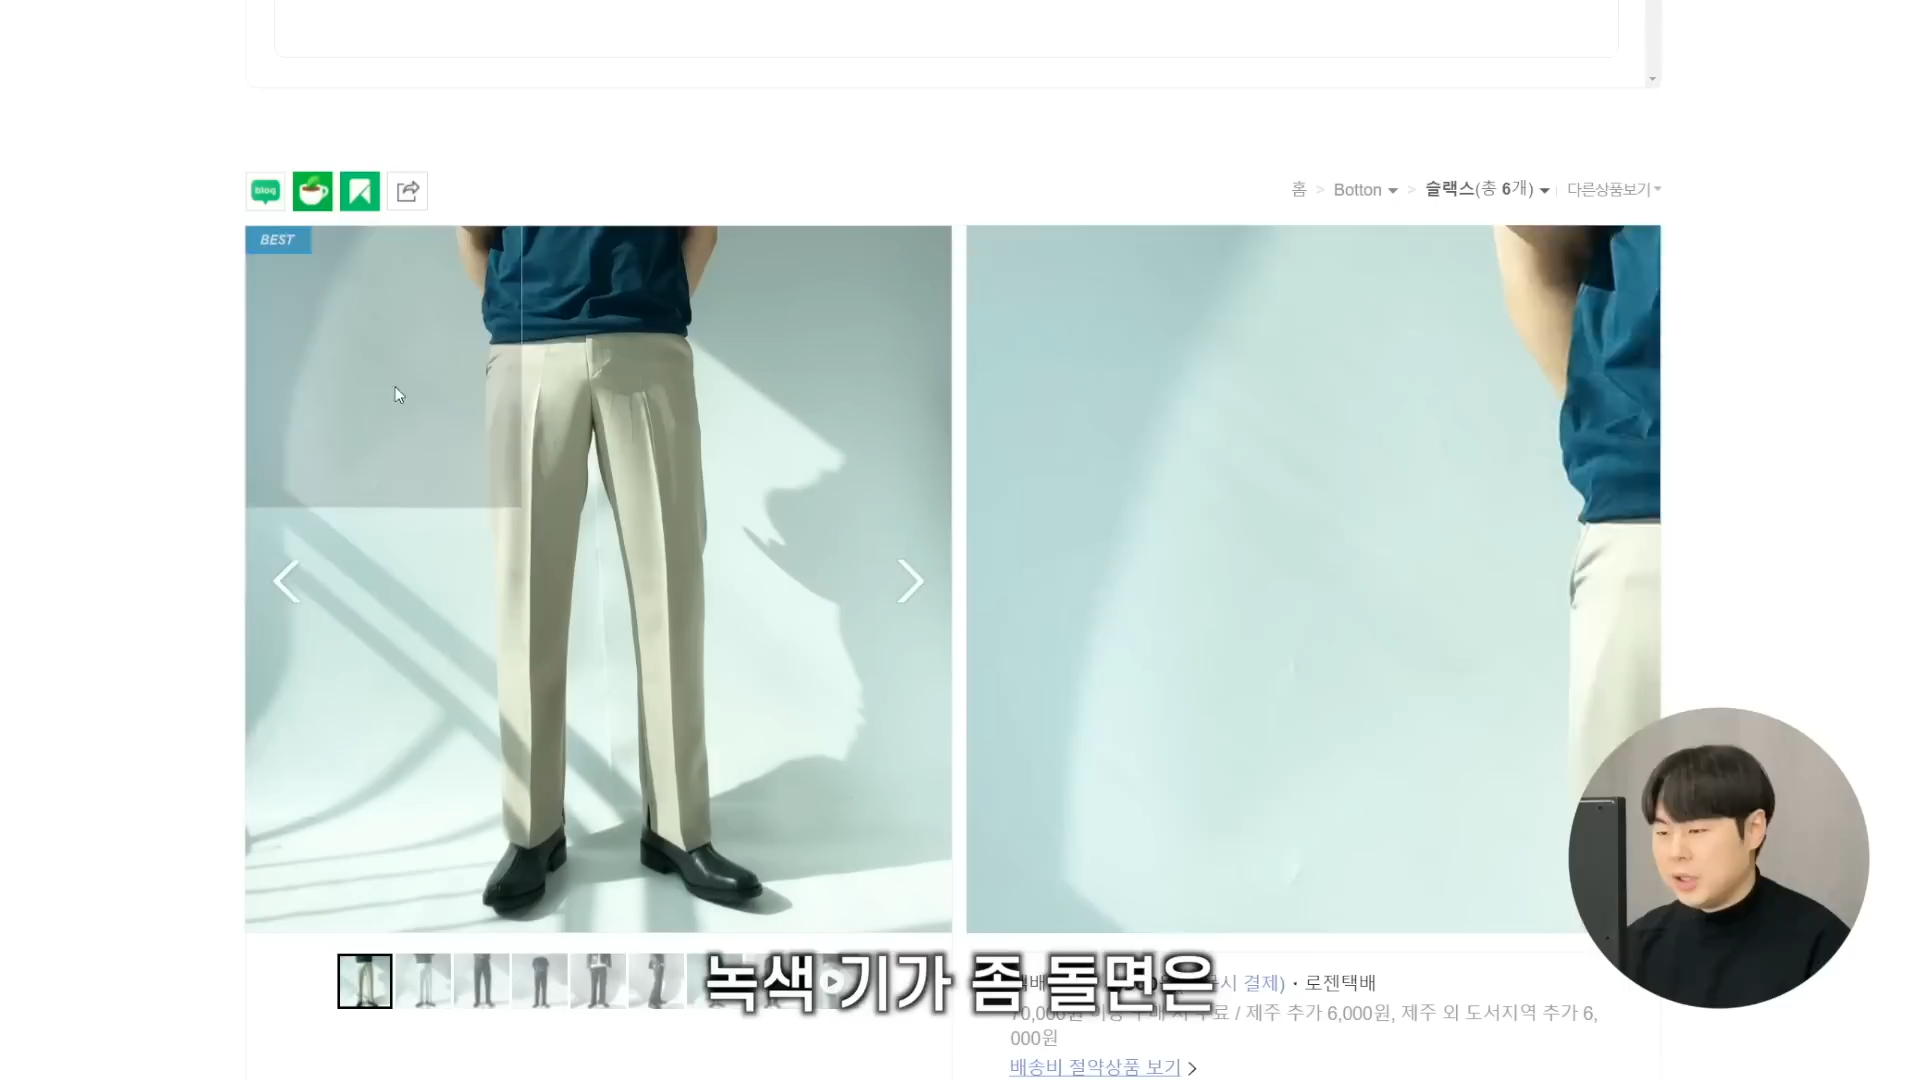 blog
홈 > Botton > 슬랙스(총 6개) 다른상품보기
BEST
녹색 기가 좀 돌면은
결제)・로젠택배
/ 제주 추가 6,000원, 제주 외 도서지역 추가 6,
000원
배송비 절약상품 보기 >